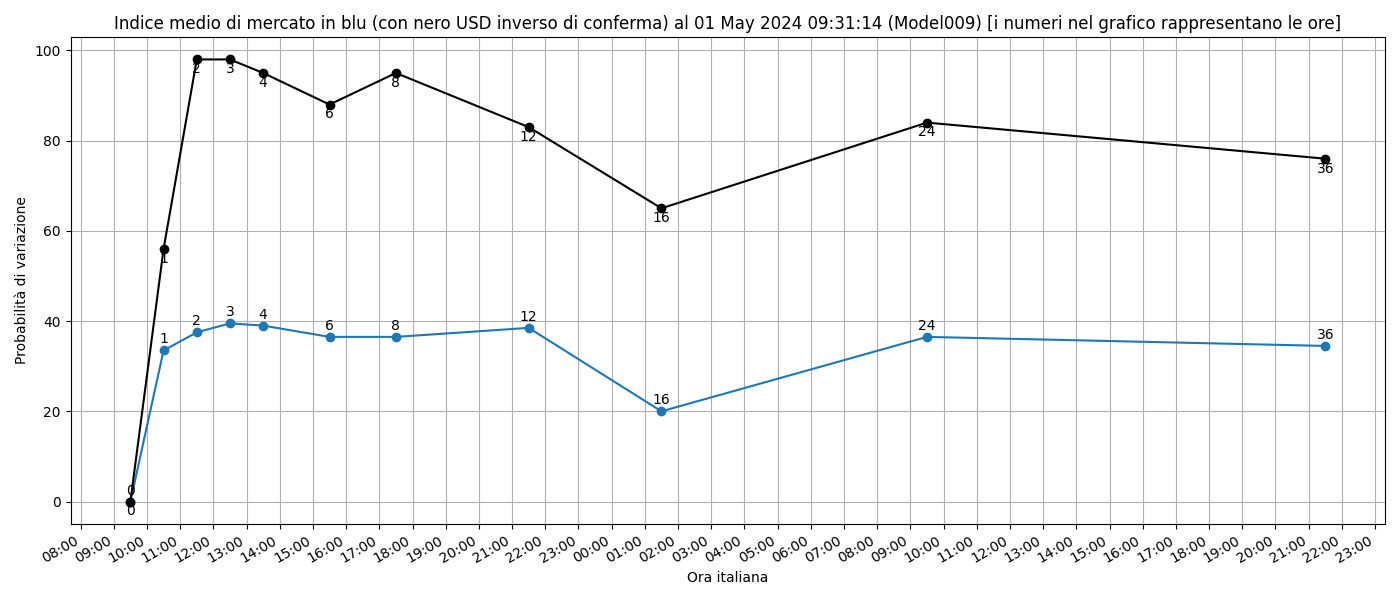 Indice medio di mercato in blu (con nero USD inverso di conferma) al 01 May 2024 09:31:14 (Model009) [i numeri nel grafico rappresentano le ore]
Probabilità di variazione
100
80
60
40
20
0
2 3 4 6 8 12 16 24 36
1
1 2 3 4 6 8 12 16 24 36
0
0
08:00 09:00 10:00 11:00 12:00 13:00 14:00 15:00 16:00 17:00 18:00 19:00 20:00 21:00 22:00 23:00 00:00 01:00 02:00 03:00 04:00 05:00 06:00 07:00 08:00 09:00 10:00 11:00 12:00 13:00 14:00 15:00 16:00 17:00 18:00 19:00 20:00 21:00 22:00 23:00
Ora italiana